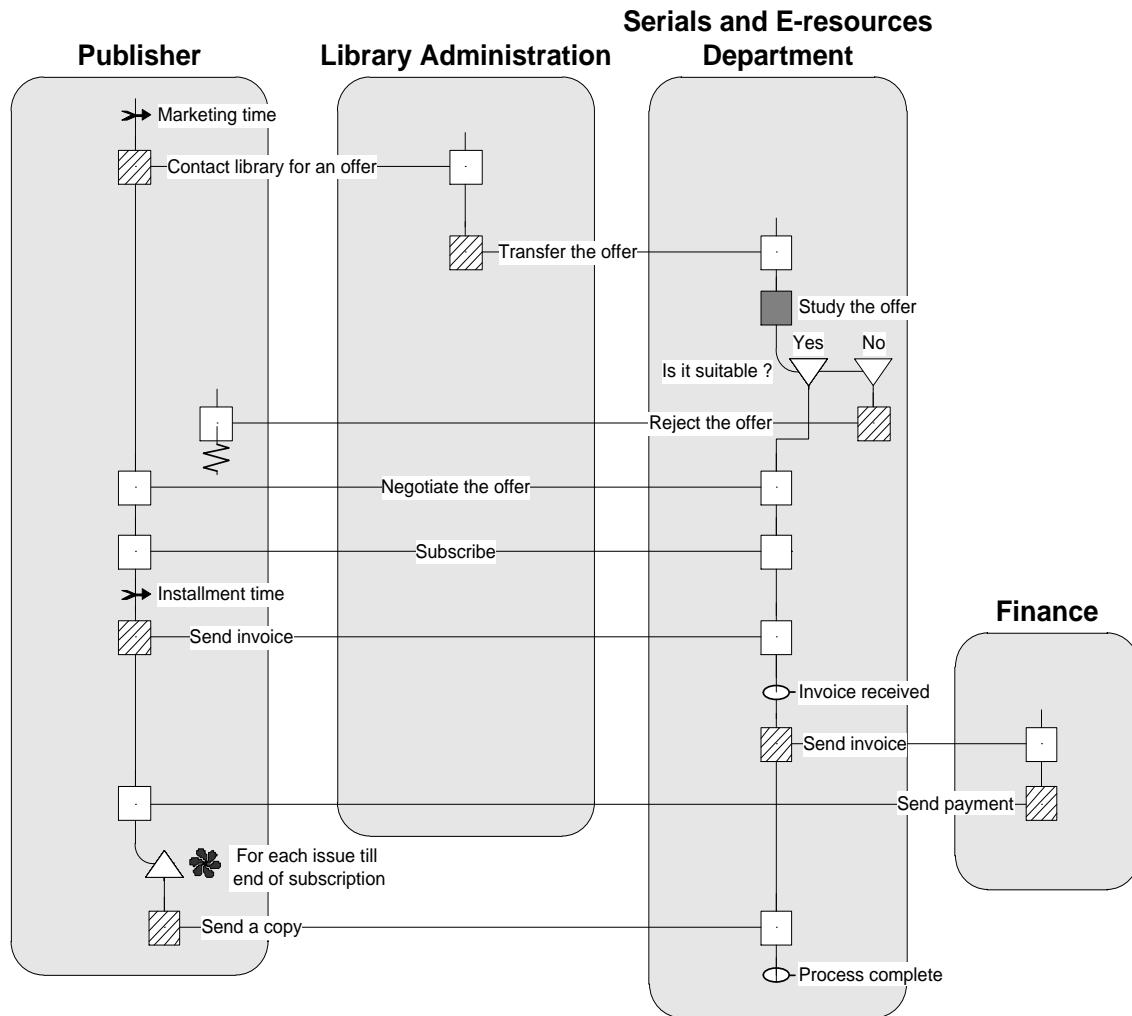 Serials and E-resources
Publisher
Library Administration
Department
Marketing time
Contact library for an offer
Transfer the offer
Study the offer
Yes
No
Is it suitable ?
Reject the offer
Negotiate the offer
Subscribe
Installment time
Finance
Send invoice
Invoice received
Send invoice
Send payment
For each issue till
end of subscription
Send a copy
Process complete